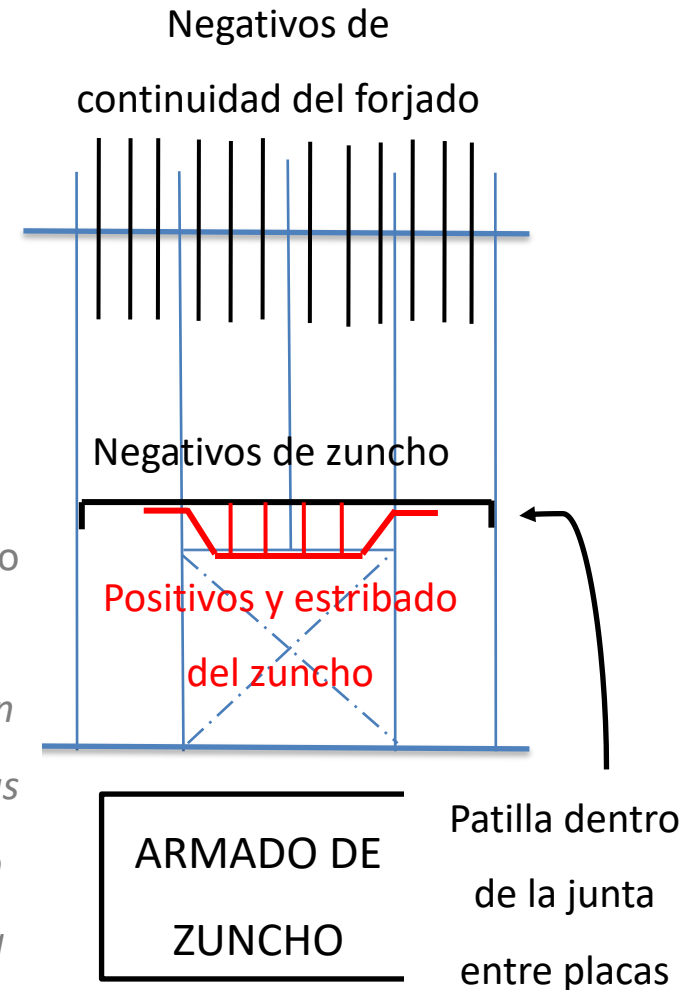 Negativos de
continuidad del forjado
Negativos de zuncho
Positivos y estribado
del zuncho
ARMADO DE
ZUNCHO
Patilla dentro
de la junta
entre placas